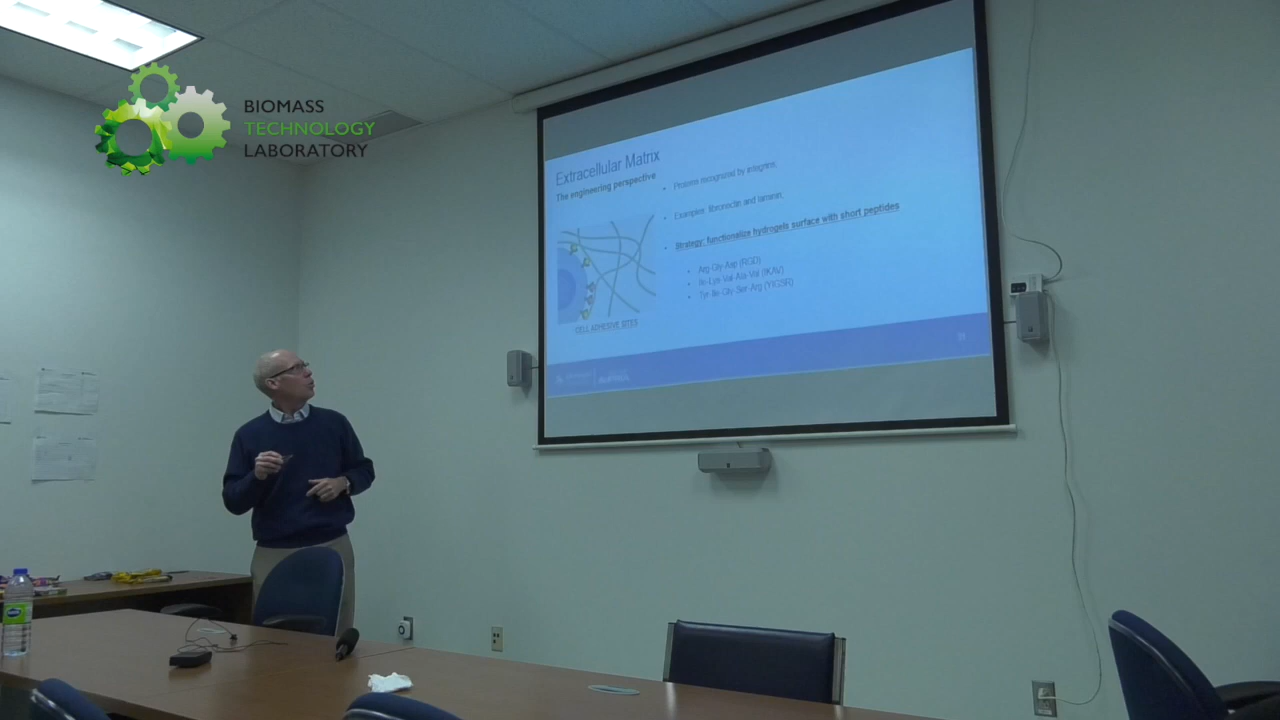 BIOMASS
TECHNOLOGY
LABORATORY
Extracellular Matrix
The engineering perspective
• Proteins recognized by integrins.
• Examples: fibronectin and laminin.
• Strategy: functionalize hydrogels surface with short peptides
• Arg-Gly-Asp (RGD)
• Ile-Lys-Val-Ala-Val (IKAV)
• Tyr-Ile-Gly-Ser-Arg (YIGSR)
CELL ADHESIVE SITES